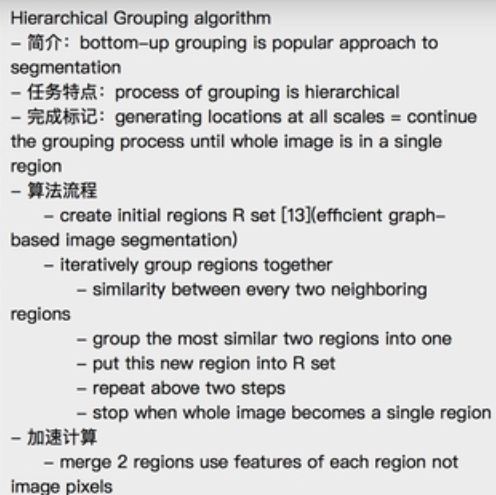 Hierarchical Grouping algorithm
– 简介：bottom-up grouping is popular approach to
segmentation
– 任务特点：process of grouping is hierarchical
– 完成标记：generating locations at all scales = continue
the grouping process until whole image is in a single
region
– 算法流程
– create initial regions R set [13](efficient graph-
based image segmentation)
– iteratively group regions together
– similarity between every two neighboring
regions
– group the most similar two regions into one
– put this new region into R set
– repeat above two steps
– stop when whole image becomes a single region
– 加速计算
– merge 2 regions use features of each region not
image pixels